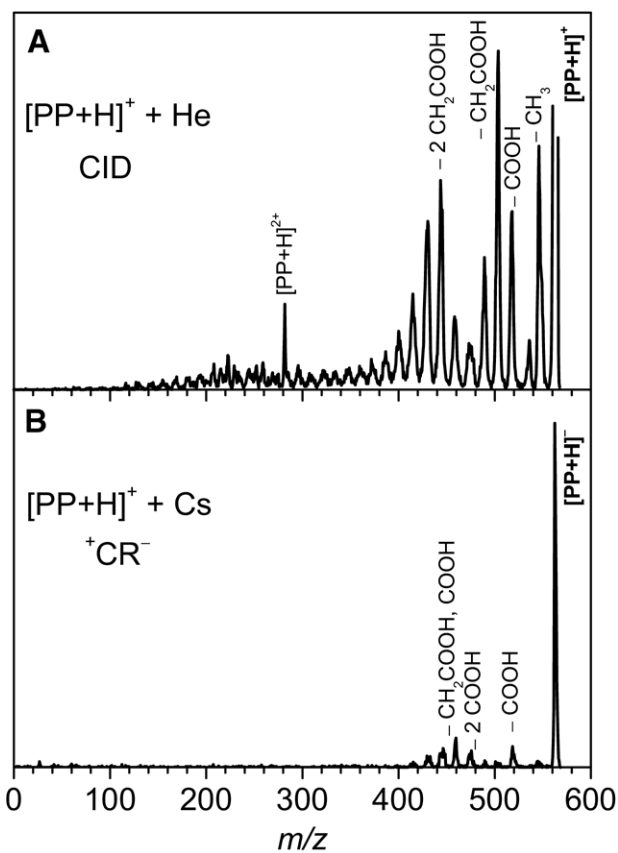 A
[PP+H]⁺ + He
CID
[PP+H]²⁺
– 2 CH₂COOH
– CH₂COOH
– COOH
– CH₃
[PP+H]⁺
B
[PP+H]⁺ + Cs
⁺CR⁻
– CH₂COOH, COOH
– 2 COOH
– COOH
[PP+H]⁻
0 100 200 300 400 500 600
m/z